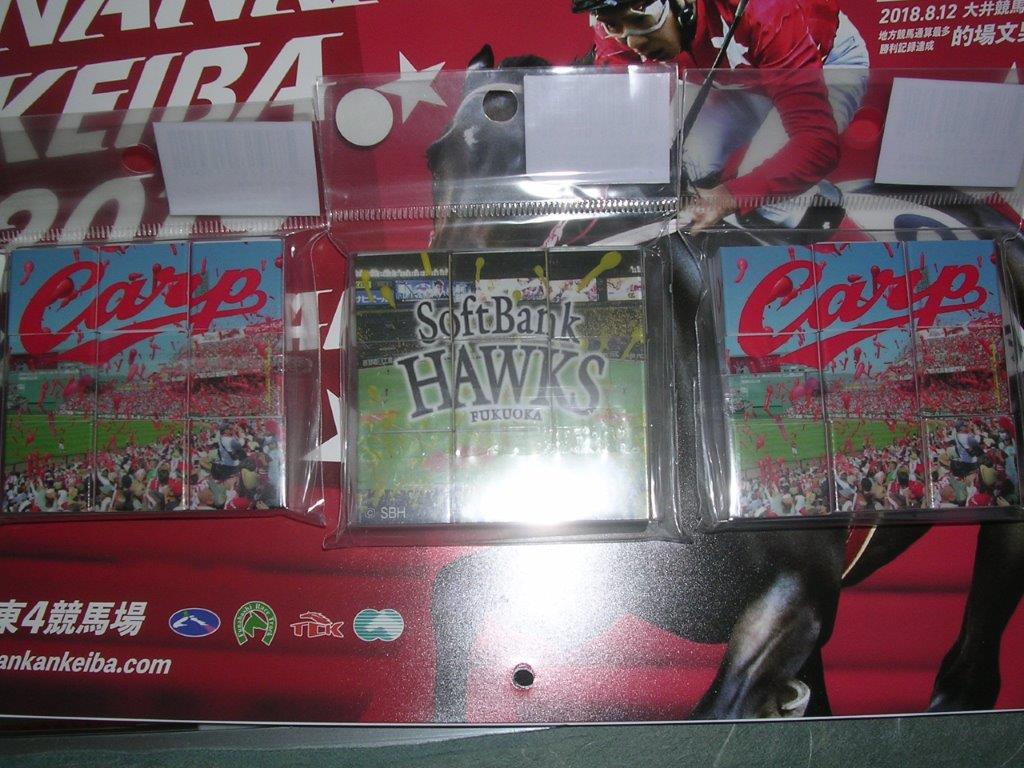 NANK
KEIBA
2018.8.12 大井競馬
地方競馬通算最多
勝利記録達成
的場文男
Carp
SoftBank
HAWKS
FUKUOKA
© SBH
Carp
東4競馬場
TCK
ankankeiba.com